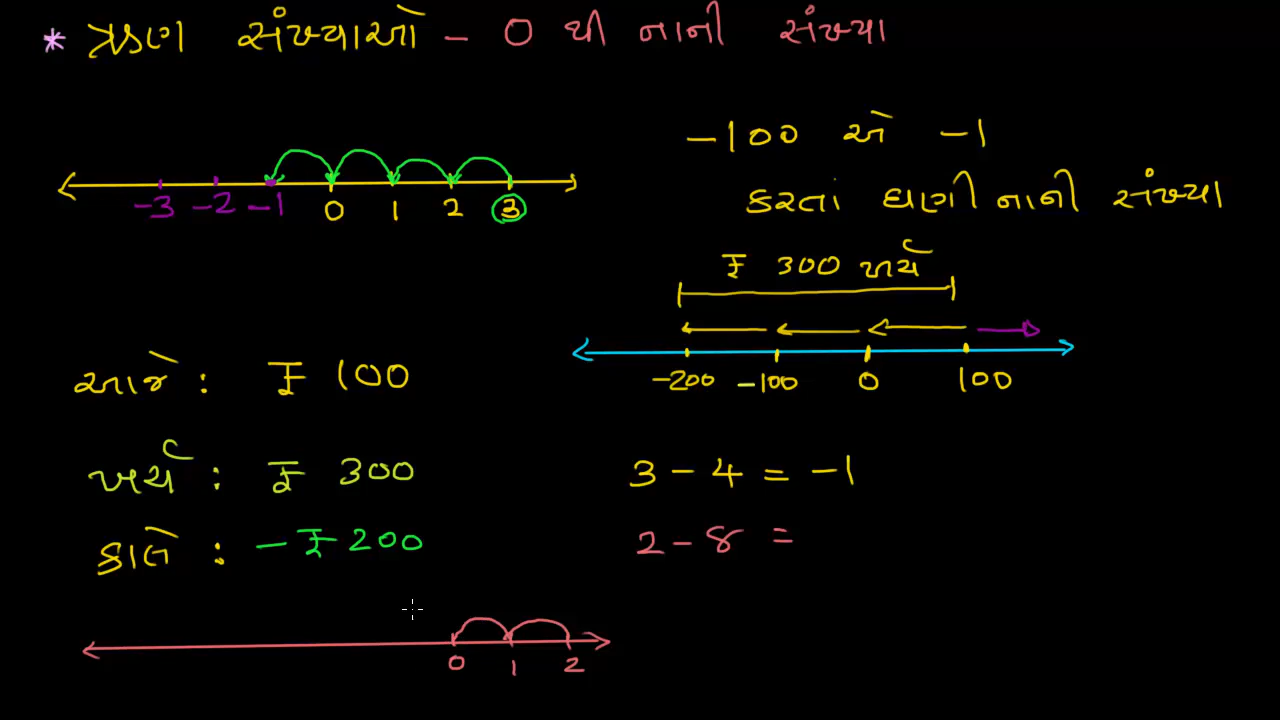 * ઋણ સંખ્યાઓ - 0 થી નાની સંખ્યા
-3 -2 -1 0 1 2 3
-100 એ -1
કરતાં ઘણી નાની સંખ્યા
₹ 300 ખર્ચ
-200 -100 0 100
આજે : ₹ 100
ખર્ચ : ₹ 300
કાલે : -₹ 200
3 - 4 = -1
2 - 8 =
0 1 2